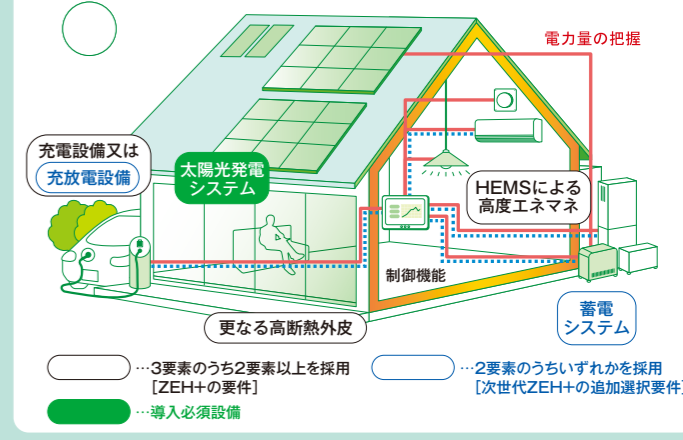 電力量の把握
充電設備又は
充放電設備
太陽光発電
システム
HEMSによる
高度エネマネ
制御機能
更なる高断熱外皮
蓄電
システム
…3要素のうち2要素以上を採用
[ZEH+の要件]
…2要素のうちいずれかを採用
[次世代ZEH+の追加選択要件]
…導入必須設備